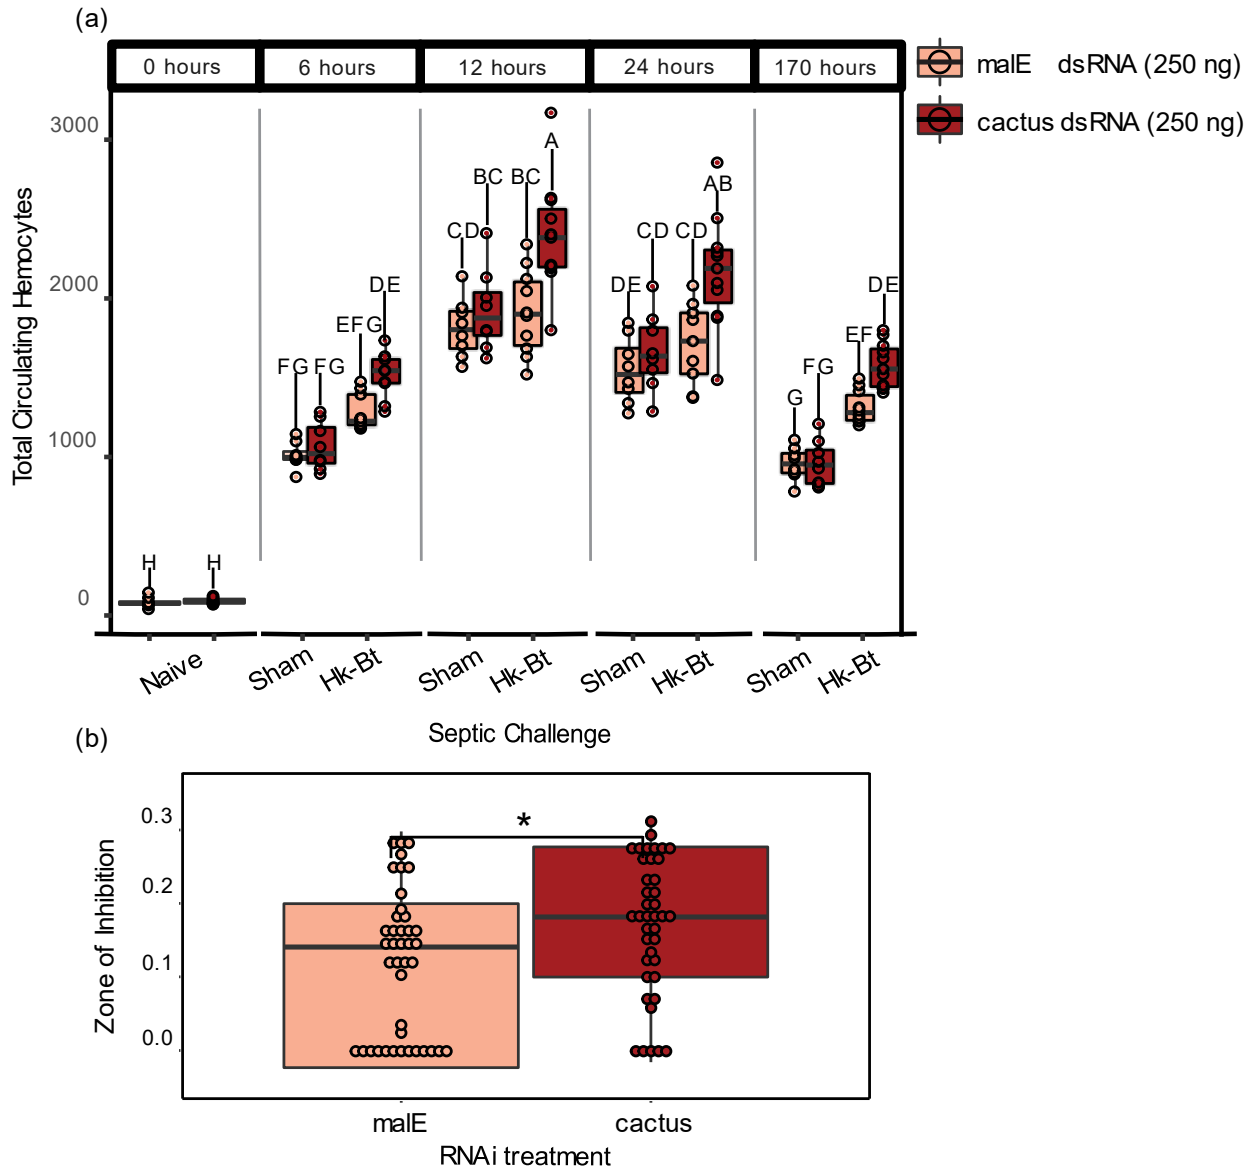 (a)
0 hours 6 hours 12 hours 24 hours 170 hours
malE dsRNA (250 ng)
cactus dsRNA (250 ng)
Total Circulating Hemocytes
3000
2000
1000
0
H H
FG FG EFG DE
CD BC BC A
DE CD CD AB
G FG EF DE
Naive Sham Hk-Bt Sham Hk-Bt Sham Hk-Bt Sham Hk-Bt
Septic Challenge
(b)
Zone of Inhibition
0.3
0.2
0.1
0.0
*
malE cactus
RNAi treatment